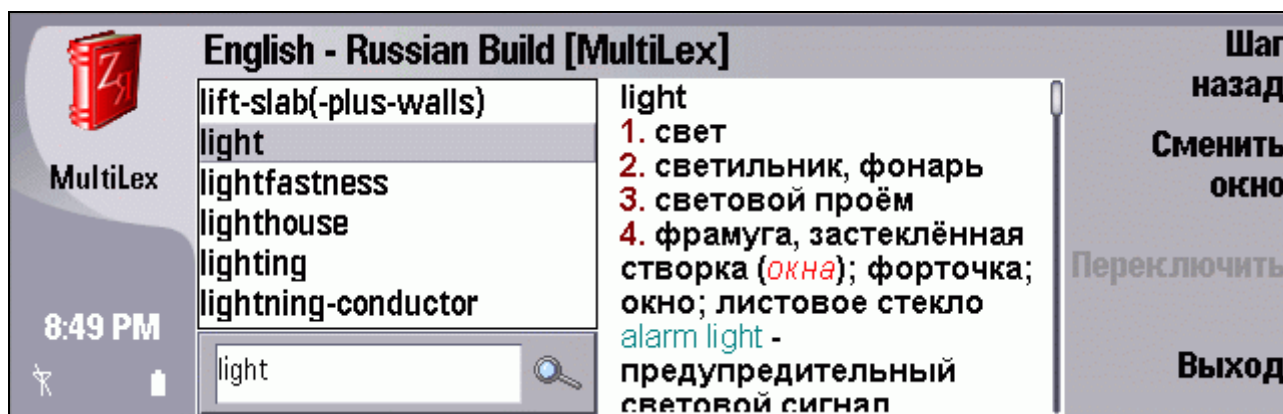 English - Russian Build [MultiLex]
MultiLex
8:49 PM
lift-slab(-plus-walls)
light
lightfastness
lighthouse
lighting
lightning-conductor
light
light
1. свет
2. светильник, фонарь
3. световой проём
4. фрамуга, застеклённая
створка (окна); форточка;
окно; листовое стекло
alarm light -
предупредительный
световой сигнал
Шаг
назад
Сменить
окно
Переключить
Выход